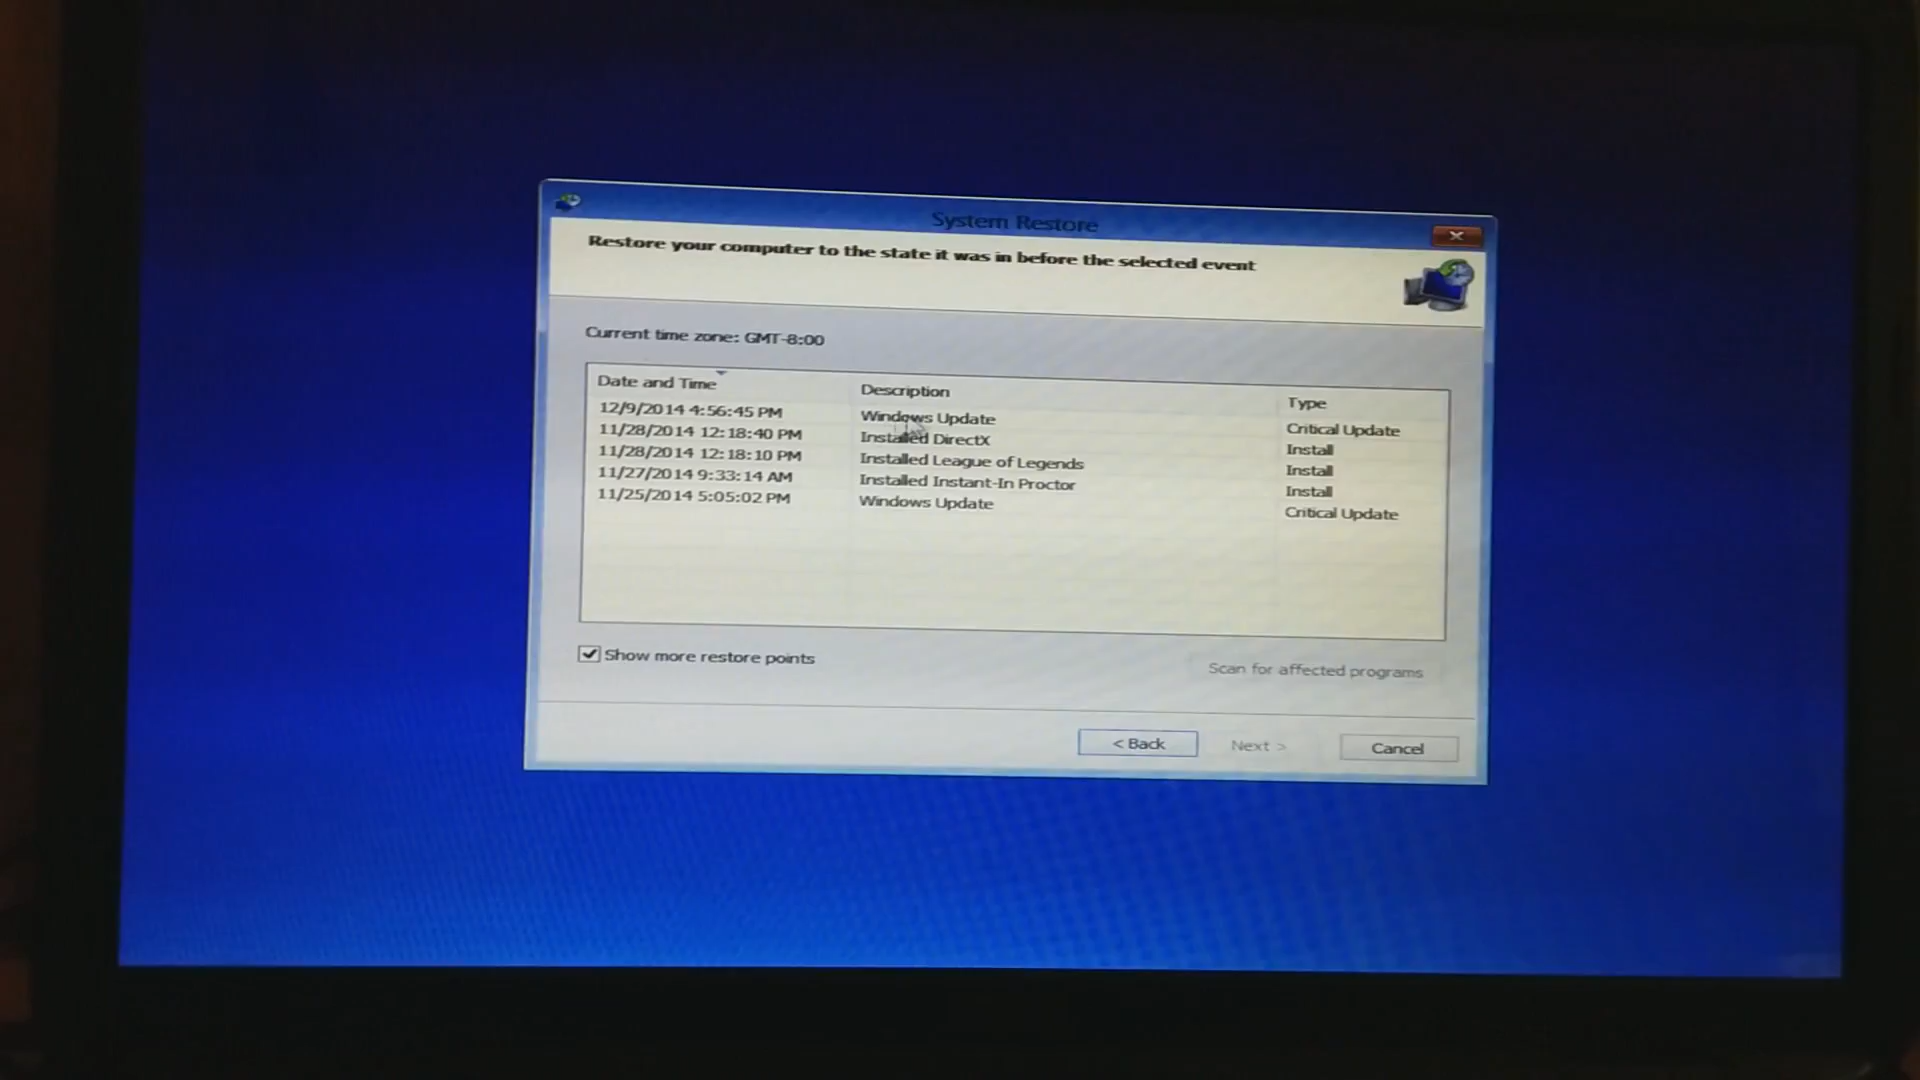 System Restore
Restore your computer to the state it was in before the selected event
Current time zone: GMT-8:00
Date and Time Description Type
12/9/2014 4:56:45 PM Windows Update Critical Update
11/28/2014 12:18:40 PM Installed DirectX Install
11/28/2014 12:18:10 PM Installed League of Legends Install
11/27/2014 9:33:14 AM Installed Instant-In Proctor Install
11/25/2014 5:05:02 PM Windows Update Critical Update
Show more restore points Scan for affected programs
< Back Next > Cancel